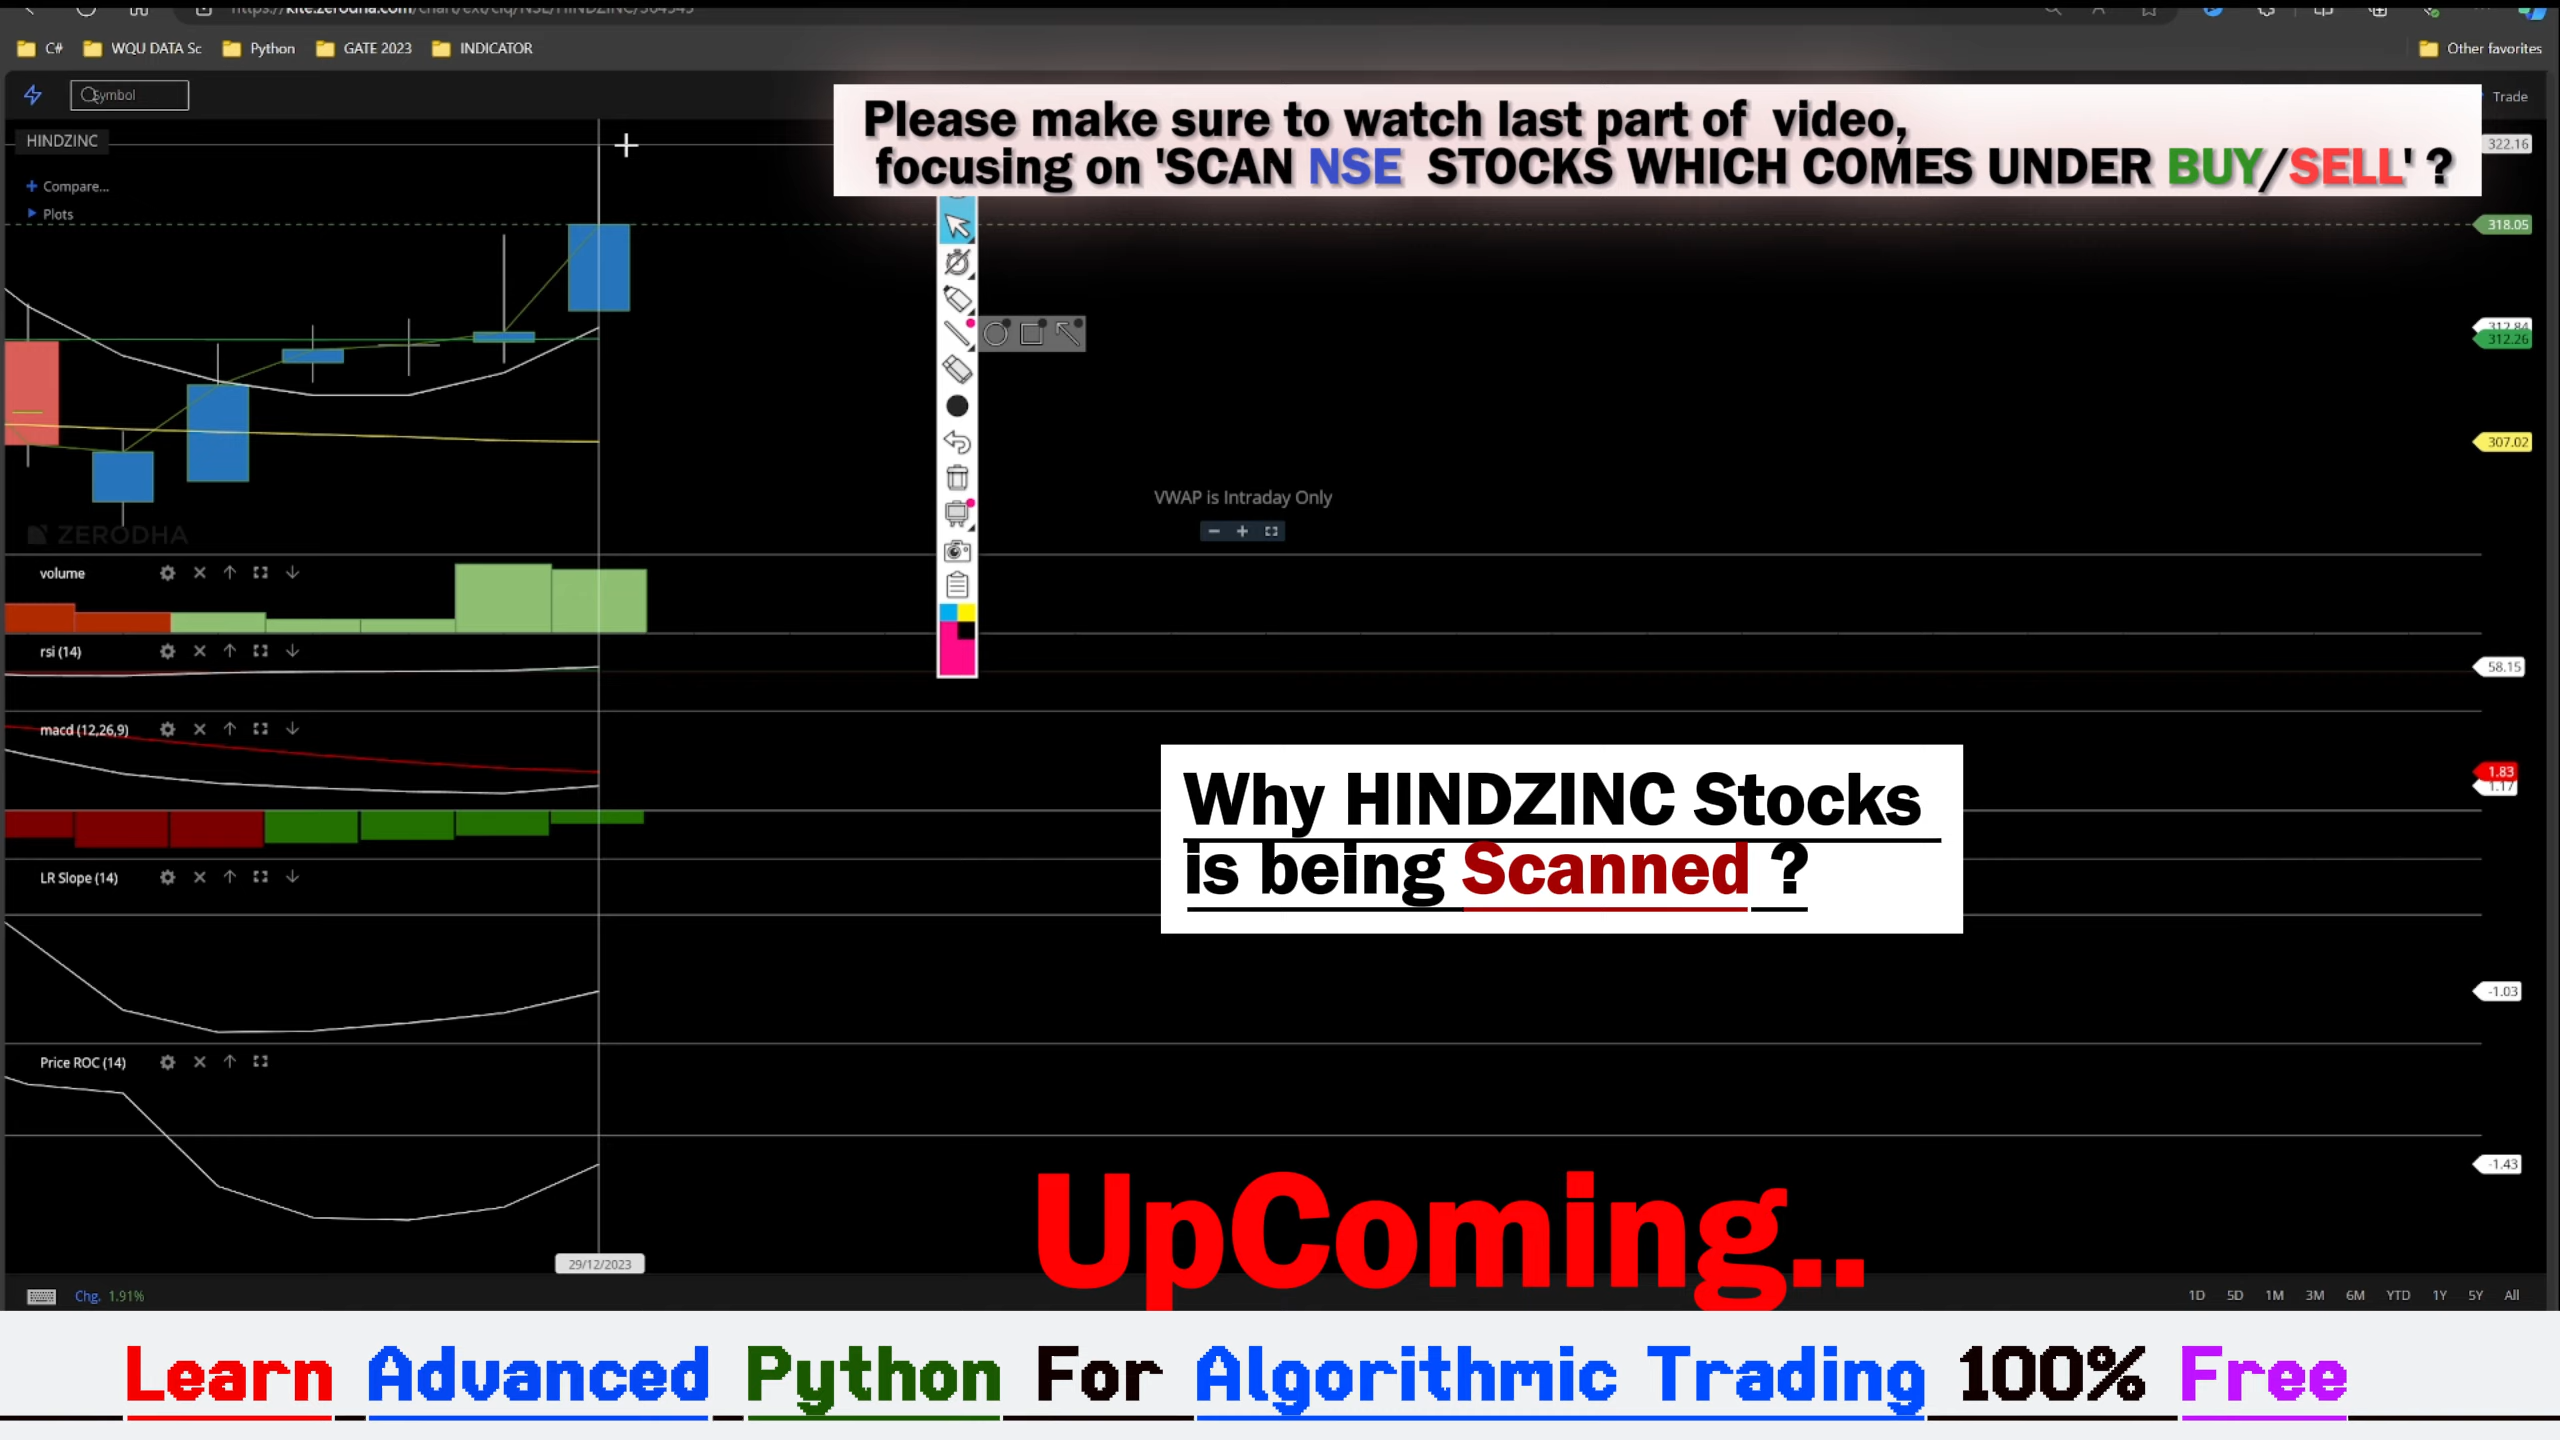 C#
WQU DATA Sc
Python
GATE 2023
INDICATOR
Other favorites
Symbol
Trade
Please make sure to watch last part of video,
focusing on 'SCAN NSE STOCKS WHICH COMES UNDER BUY/SELL' ?
HINDZINC
322.16
Compare...
Plots
318.05
312.84
312.26
307.02
VWAP is Intraday Only
ZERODHA
volume
rsi (14)
58.15
macd (12,26,9)
1.83
1.17
Why HINDZINC Stocks
is being Scanned ?
LR Slope (14)
-1.03
Price ROC (14)
-1.43
UpComing..
29/12/2023
Chg. 1.91%
1D 5D 1M 3M 6M YTD 1Y 5Y All
Learn Advanced Python For Algorithmic Trading 100% Free